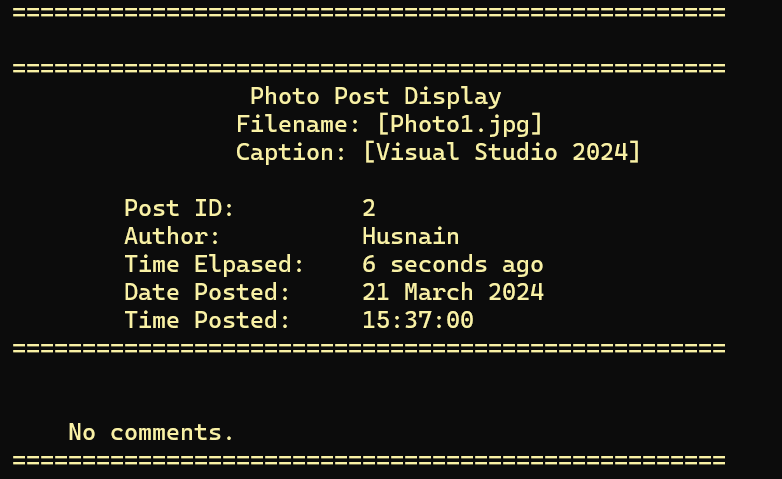 ===================================================
===================================================
Photo Post Display
Filename: [Photo1.jpg]
Caption: [Visual Studio 2024]
Post ID: 2
Author: Husnain
Time Elpased: 6 seconds ago
Date Posted: 21 March 2024
Time Posted: 15:37:00
===================================================
No comments.
===================================================